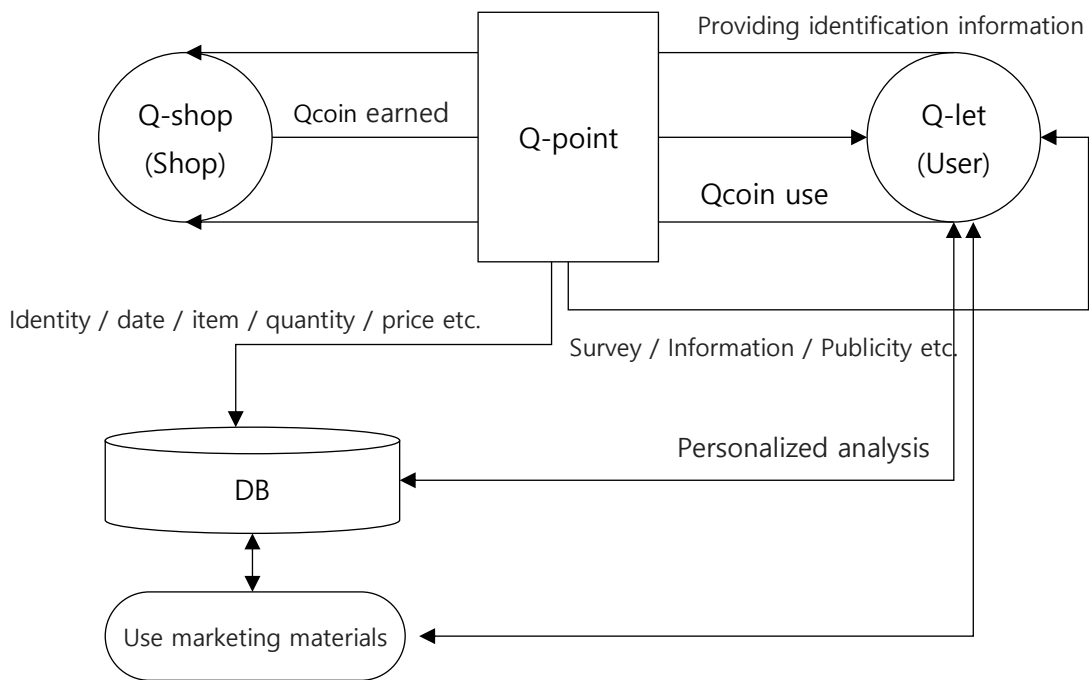 Providing identification information
Q-shop
(Shop)
Qcoin earned
Q-point
Q-let
(User)
Qcoin use
Identity / date / item / quantity / price etc.
Survey / Information / Publicity etc.
Personalized analysis
DB
Use marketing materials